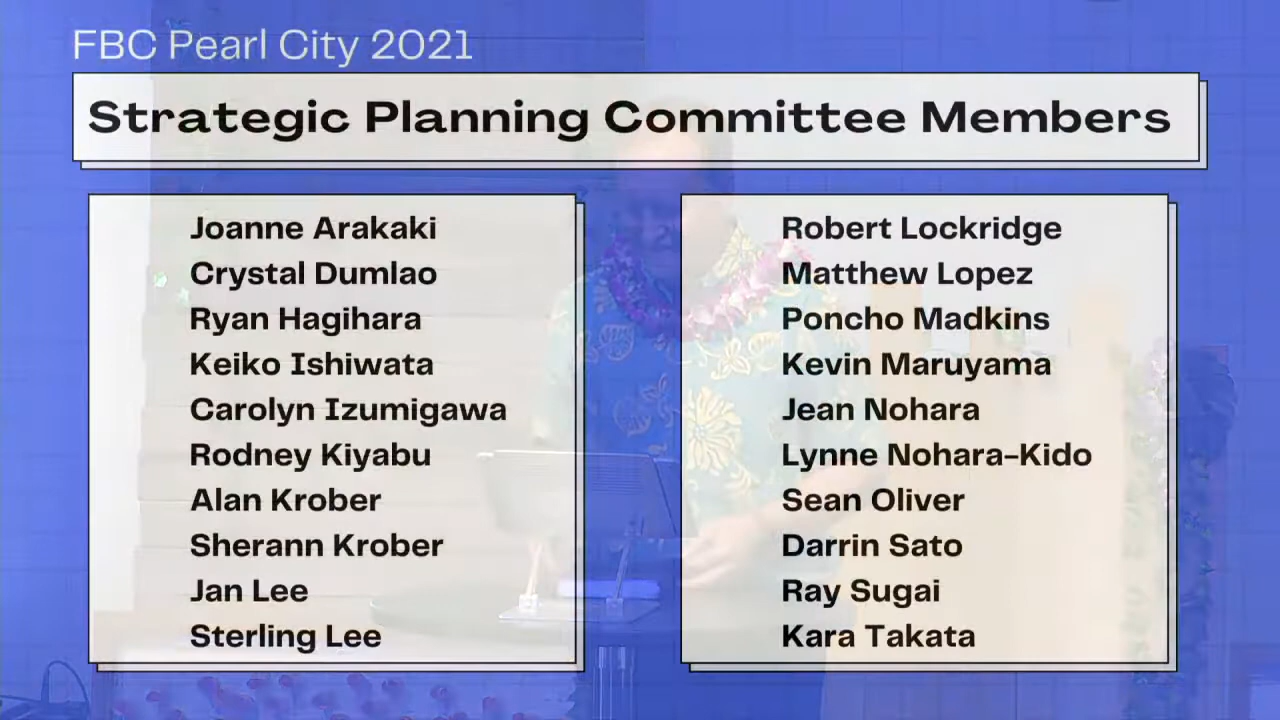 FBC Pearl City 2021
Strategic Planning Committee Members
Joanne Arakaki
Crystal Dumlao
Ryan Hagihara
Keiko Ishiwata
Carolyn Izumigawa
Rodney Kiyabu
Alan Krober
Sherann Krober
Jan Lee
Sterling Lee
Robert Lockridge
Matthew Lopez
Poncho Madkins
Kevin Maruyama
Jean Nohara
Lynne Nohara-Kido
Sean Oliver
Darrin Sato
Ray Sugai
Kara Takata